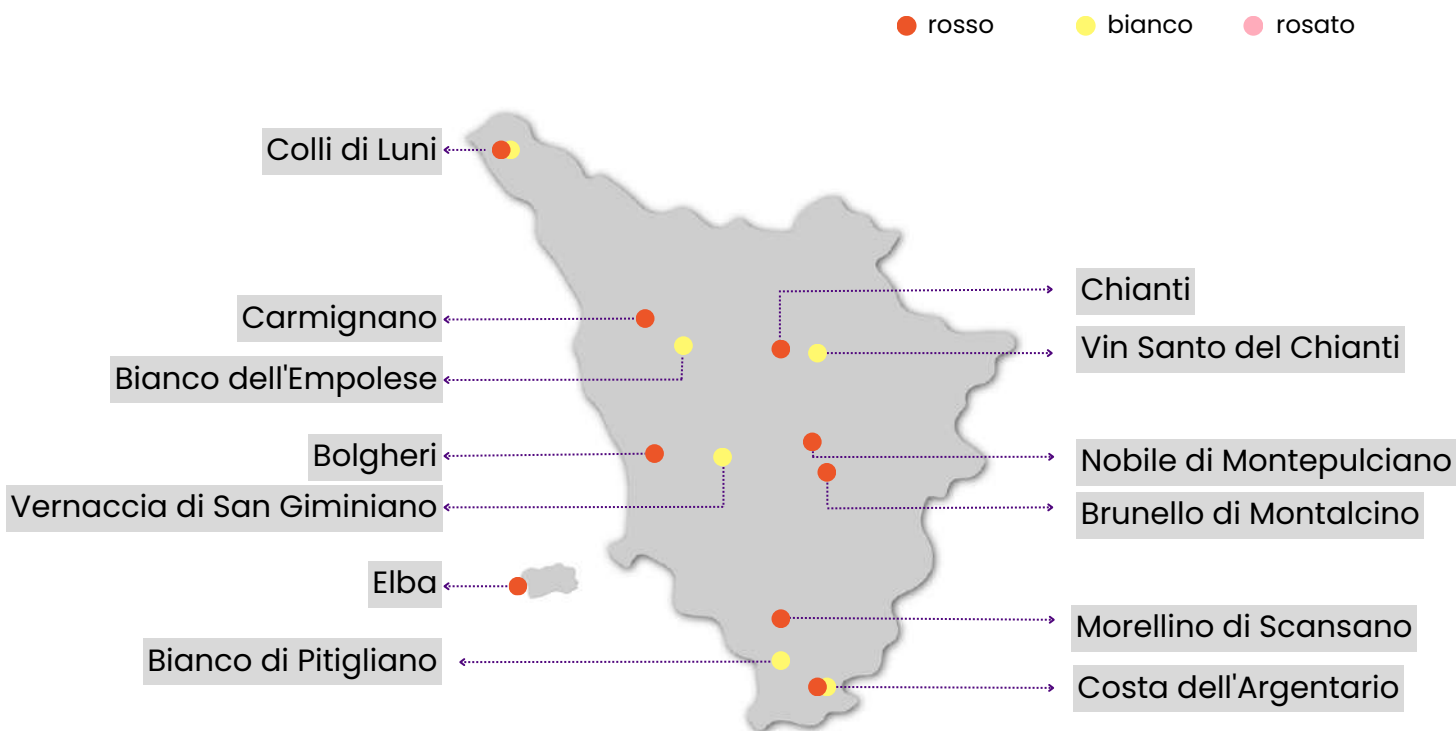 rosso
bianco
rosato
Colli di Luni
Carmignano
Bianco dell'Empolese
Bolgheri
Vernaccia di San Giminiano
Elba
Bianco di Pitigliano
Chianti
Vin Santo del Chianti
Nobile di Montepulciano
Brunello di Montalcino
Morellino di Scansano
Costa dell'Argentario